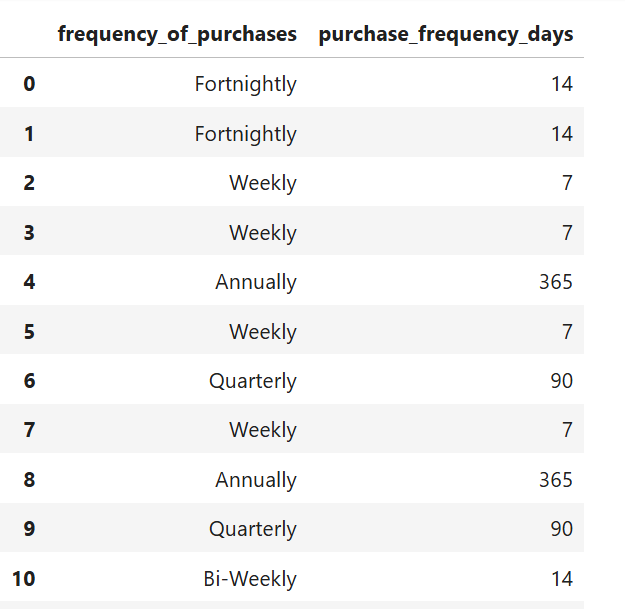 frequency_of_purchases purchase_frequency_days
0 Fortnightly 14
1 Fortnightly 14
2 Weekly 7
3 Weekly 7
4 Annually 365
5 Weekly 7
6 Quarterly 90
7 Weekly 7
8 Annually 365
9 Quarterly 90
10 Bi-Weekly 14